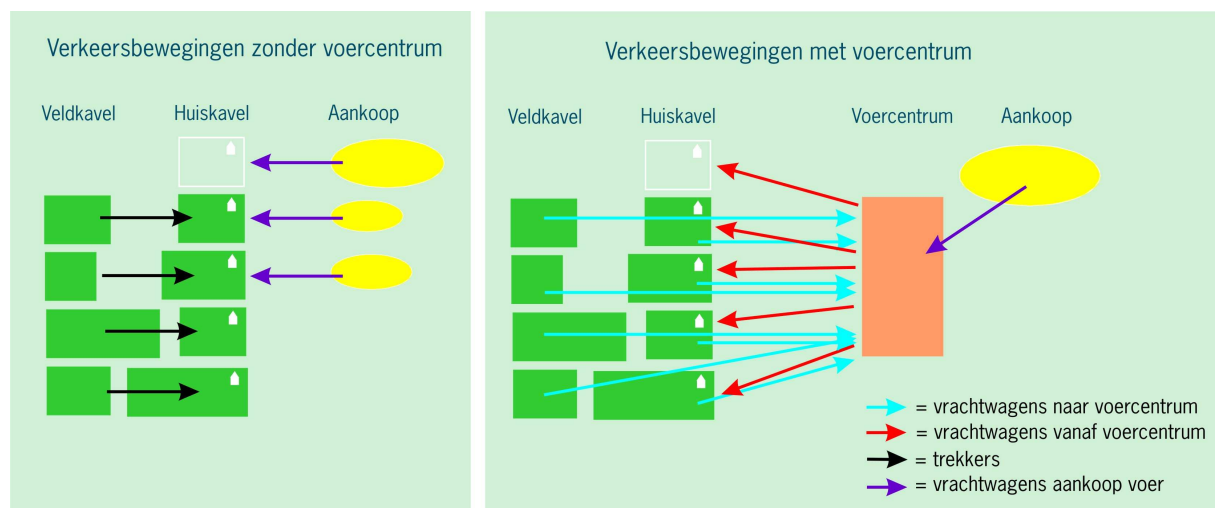 Verkeersbewegingen zonder voercentrum
Veldkavel Huiskavel Aankoop
Verkeersbewegingen met voercentrum
Veldkavel Huiskavel Voercentrum Aankoop
= vrachtwagens naar voercentrum
= vrachtwagens vanaf voercentrum
= trekkers
= vrachtwagens aankoop voer